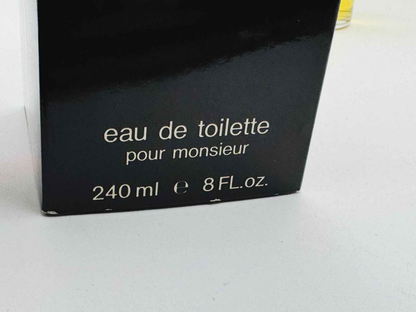 eau de toilette
pour monsieur
240 ml ℮ 8 FL.oz.